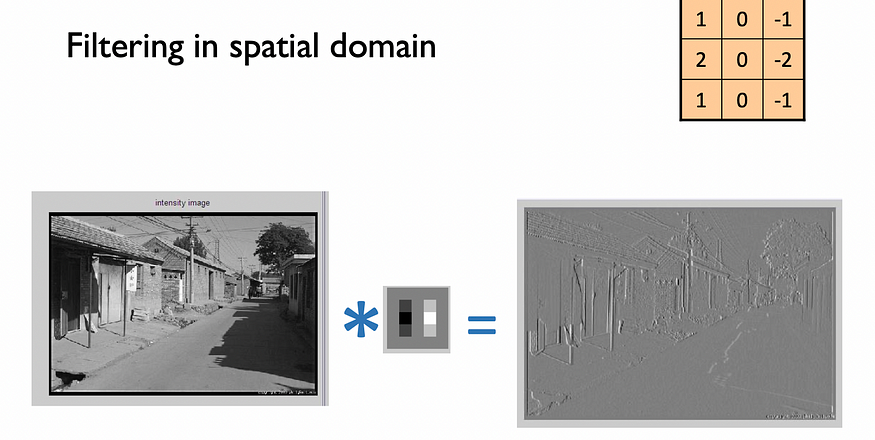 Filtering in spatial domain
1 0 -1
2 0 -2
1 0 -1
intensity image
* =